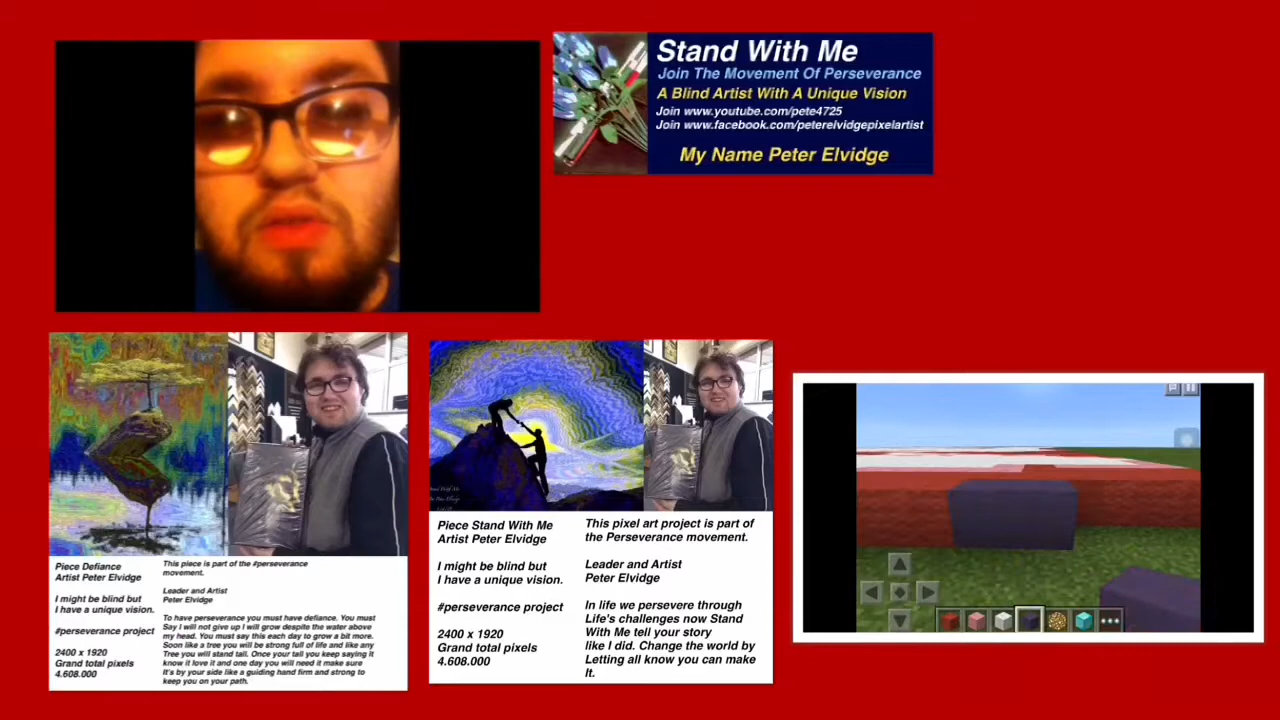 Stand With Me
Join The Movement Of Perseverance
A Blind Artist With A Unique Vision
Join www.youtube.com/pete4725
Join www.facebook.com/peterelvidgepixelartist
My Name Peter Elvidge
Piece Defiance
Artist Peter Elvidge
I might be blind but
I have a unique vision.
#perseverance project
2400 x 1920
Grand total pixels
4.608.000
This piece is part of the #perseverance
movement.
Leader and Artist
Peter Elvidge
To have perseverance you must have defiance. You must
Say I will not give up I will grow despite the water above
my head. You must say this each day to grow a bit more.
Soon like a tree you will be strong full of life and like any
Tree you will stand tall. Once your tall you keep saying it
know it love it and one day you will need it make sure
It's by your side like a guiding hand firm and strong to
keep you on your path.
Piece Stand With Me
Artist Peter Elvidge
I might be blind but
I have a unique vision.
#perseverance project
2400 x 1920
Grand total pixels
4.608.000
This pixel art project is part of
the Perseverance movement.
Leader and Artist
Peter Elvidge
In life we persevere through
Life's challenges now Stand
With Me tell your story
like I did. Change the world by
Letting all know you can make
It.